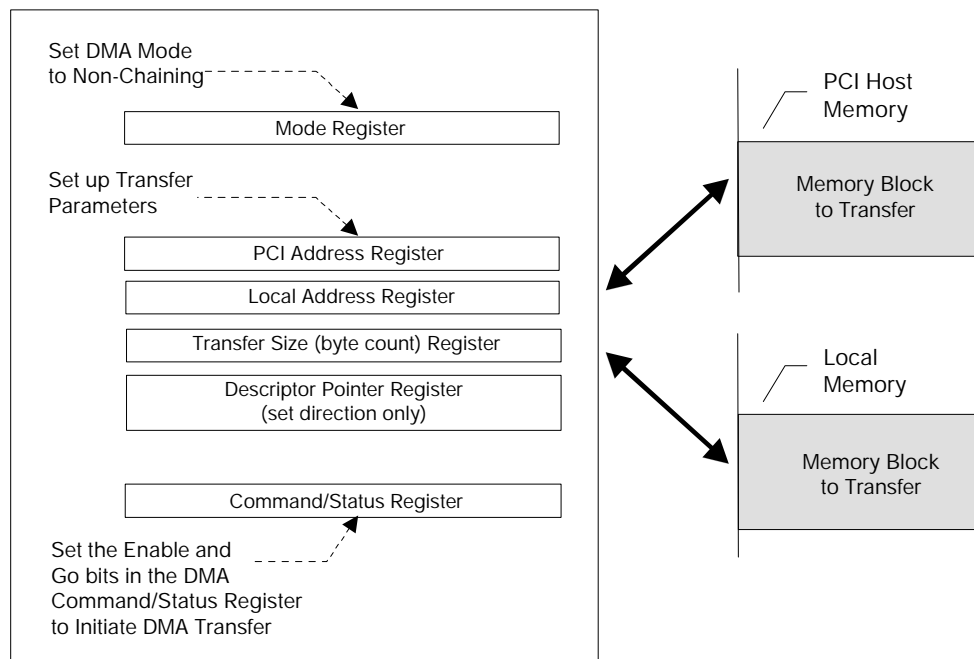 Set DMA Mode
to Non-Chaining
Mode Register
Set up Transfer
Parameters
PCI Address Register
Local Address Register
Transfer Size (byte count) Register
Descriptor Pointer Register
(set direction only)
Command/Status Register
Set the Enable and
Go bits in the DMA
Command/Status Register
to Initiate DMA Transfer
PCI Host
Memory
Memory Block
to Transfer
Local
Memory
Memory Block
to Transfer